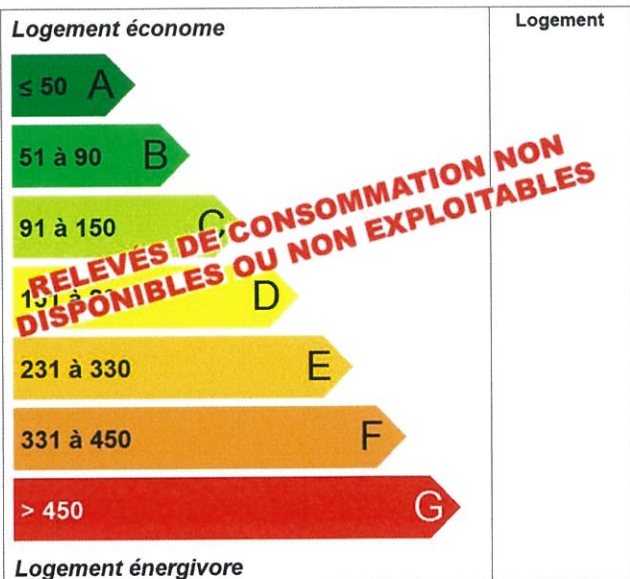 Logement économe
Logement
≤ 50 A
51 à 90 B
91 à 150 C
RELEVÉS DE CONSOMMATION NON
DISPONIBLES OU NON EXPLOITABLES
D
231 à 330 E
331 à 450 F
> 450 G
Logement énergivore